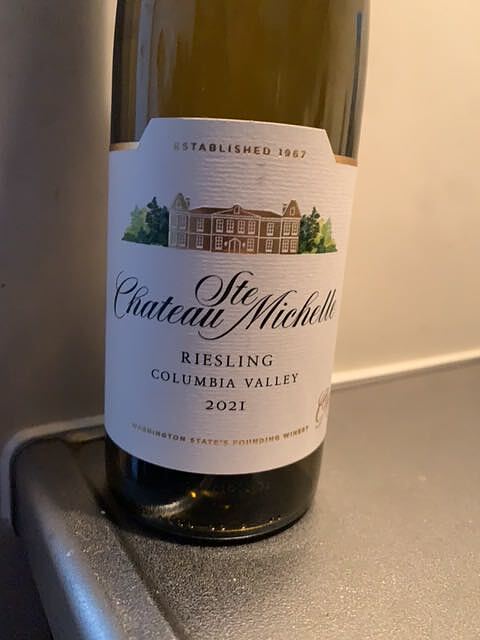 ESTABLISHED 1967
Ste
Chateau Michelle
RIESLING
COLUMBIA VALLEY
2021
WASHINGTON STATE'S FOUNDING WINERY